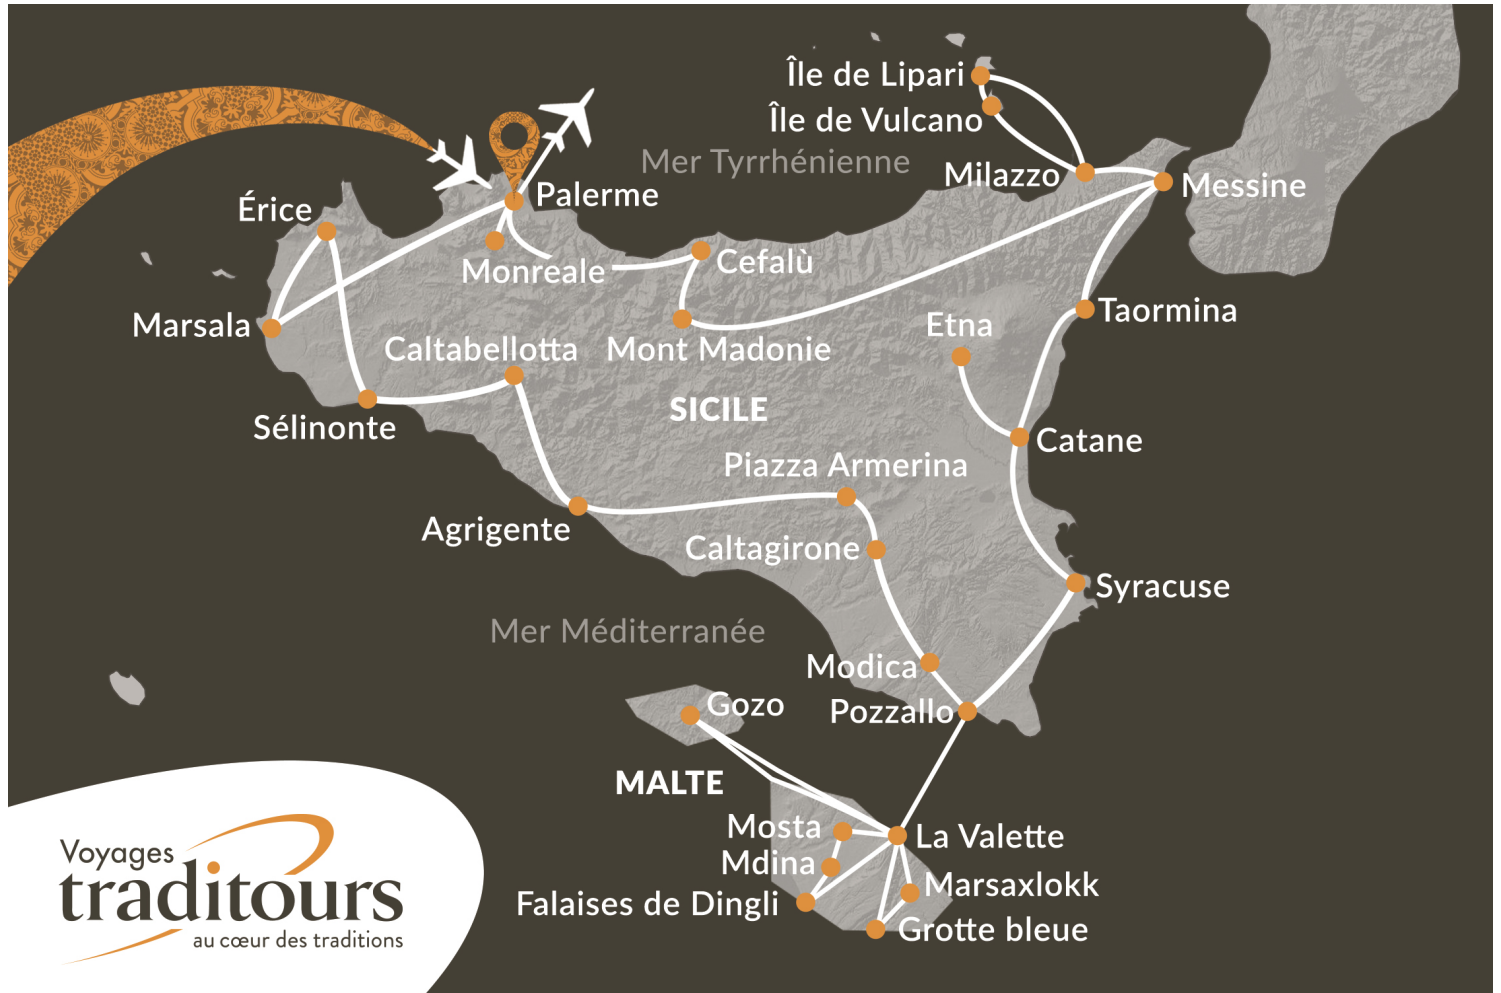 Île de Lipari
Île de Vulcano
Mer Tyrrhénienne
Milazzo
Messine
Palerme
Érice
Monreale
Cefalù
Marsala
Taormina
Etna
Caltabellotta
Mont Madonie
SICILE
Sélinonte
Catane
Piazza Armerina
Agrigente
Caltagirone
Syracuse
Mer Méditerranée
Modica
Gozo
Pozzallo
MALTE
Mosta
La Valette
Mdina
Marsaxlokk
Falaises de Dingli
Grotte bleue
Voyages
traditours
au cœur des traditions